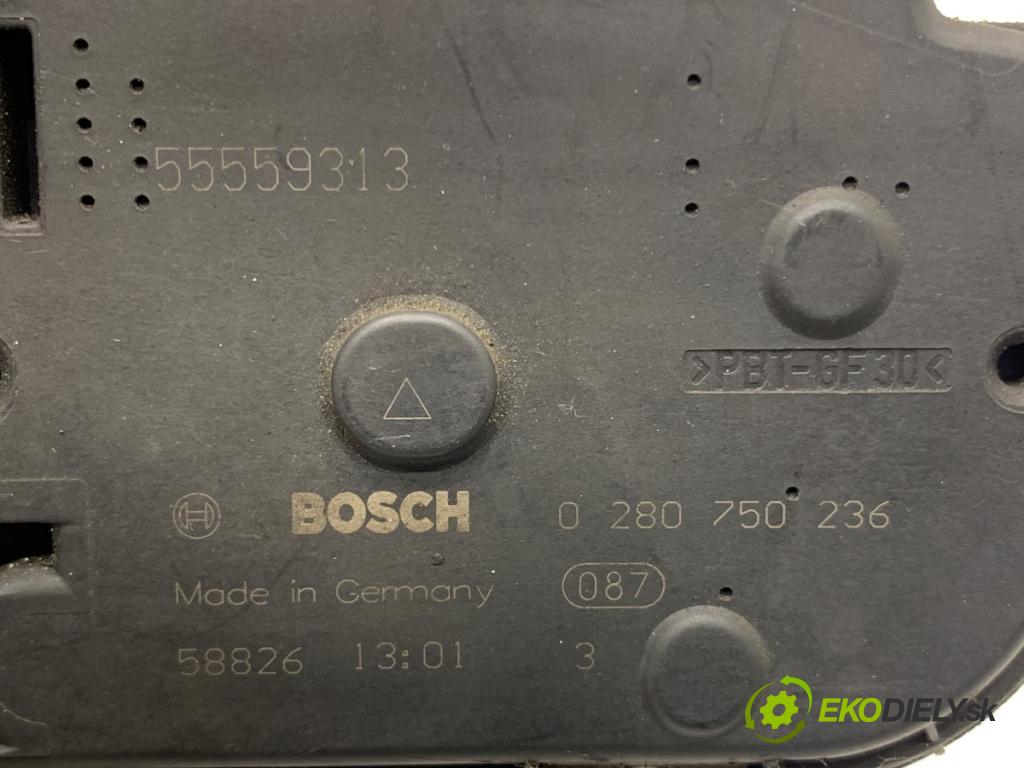 55559313
>PBT-GF30<
BOSCH 0 280 750 236
Made in Germany 087
58826 13:01 3
EKODIELY.sk